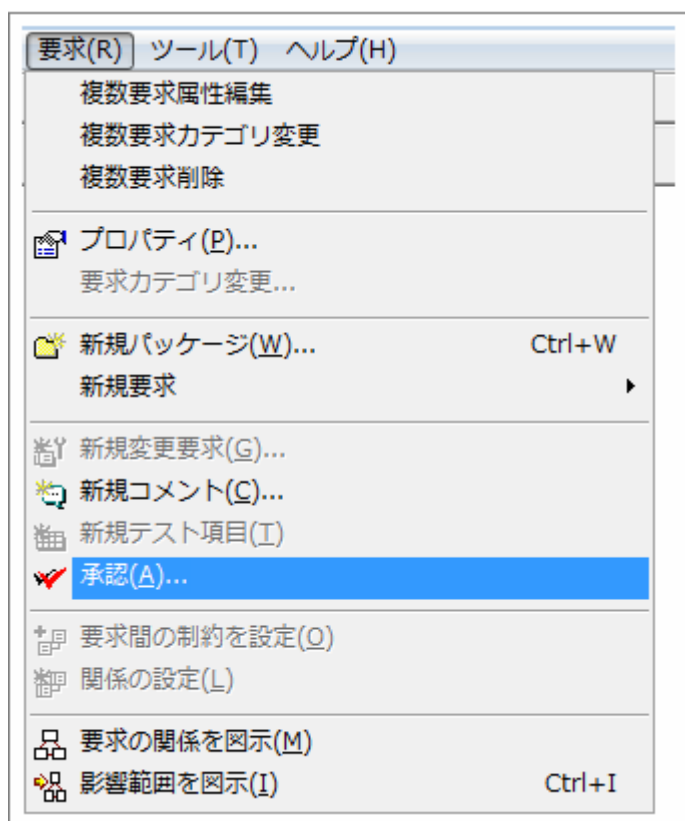 要求(R) ツール(T) ヘルプ(H)
複数要求属性編集
複数要求カテゴリ変更
複数要求削除
プロパティ(P)...
要求カテゴリ変更...
新規パッケージ(W)... Ctrl+W
新規要求
新規変更要求(G)...
新規コメント(C)...
新規テスト項目(T)
承認(A)...
要求間の制約を設定(O)
関係の設定(L)
要求の関係を図示(M)
影響範囲を図示(I) Ctrl+I